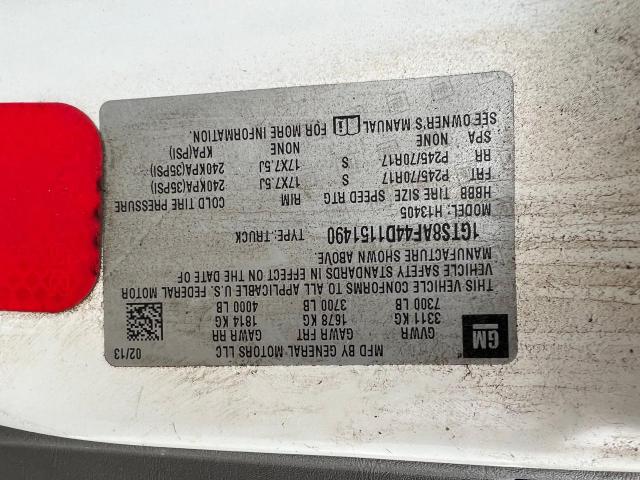 GM
MFD BY GENERAL MOTORS LLC 02/13
GVWR GAWR FRT GAWR RR
3311 KG 1678 KG 1814 KG
7300 LB 3700 LB 4000 LB
THIS VEHICLE CONFORMS TO ALL APPLICABLE U.S. FEDERAL MOTOR
VEHICLE SAFETY STANDARDS IN EFFECT ON THE DATE OF
MANUFACTURE SHOWN ABOVE.
1GTS8AF44D1151490 TYPE: TRUCK
MODEL: H13405
HBBB TIRE SIZE SPEED RTG RIM COLD TIRE PRESSURE
FRT P245/70R17 S 17X7.5J 240KPA(35PSI)
RR P245/70R17 S 17X7.5J 240KPA(35PSI)
SPA NONE NONE KPA(PSI)
SEE OWNER'S MANUAL FOR MORE INFORMATION.